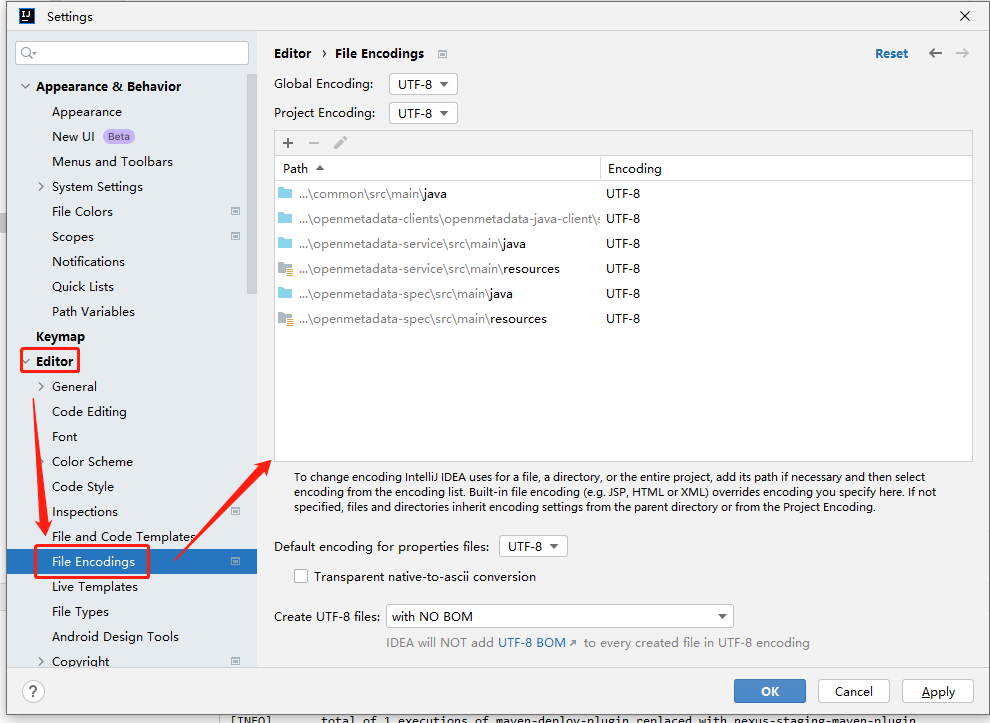 Settings
Appearance & Behavior
Appearance
New UI Beta
Menus and Toolbars
System Settings
File Colors
Scopes
Notifications
Quick Lists
Path Variables
Keymap
Editor
General
Code Editing
Font
Color Scheme
Code Style
Inspections
File and Code Templates
File Encodings
Live Templates
File Types
Android Design Tools
Copyright
Editor › File Encodings
Reset
Global Encoding: UTF-8
Project Encoding: UTF-8
Path Encoding
...\common\src\main\java UTF-8
...\openmetadata-clients\openmetadata-java-client\s UTF-8
...\openmetadata-service\src\main\java UTF-8
...\openmetadata-service\src\main\resources UTF-8
...\openmetadata-spec\src\main\java UTF-8
...\openmetadata-spec\src\main\resources UTF-8
To change encoding IntelliJ IDEA uses for a file, a directory, or the entire project, add its path if necessary and then select
encoding from the encoding list. Built-in file encoding (e.g. JSP, HTML or XML) overrides encoding you specify here. If not
specified, files and directories inherit encoding settings from the parent directory or from the Project Encoding.
Default encoding for properties files: UTF-8
Transparent native-to-ascii conversion
Create UTF-8 files: with NO BOM
IDEA will NOT add UTF-8 BOM ↗ to every created file in UTF-8 encoding
?
OK
Cancel
Apply
[INFO] total of 1 executions of maven-deploy-plugin replaced with nexus-staging-maven-plugin